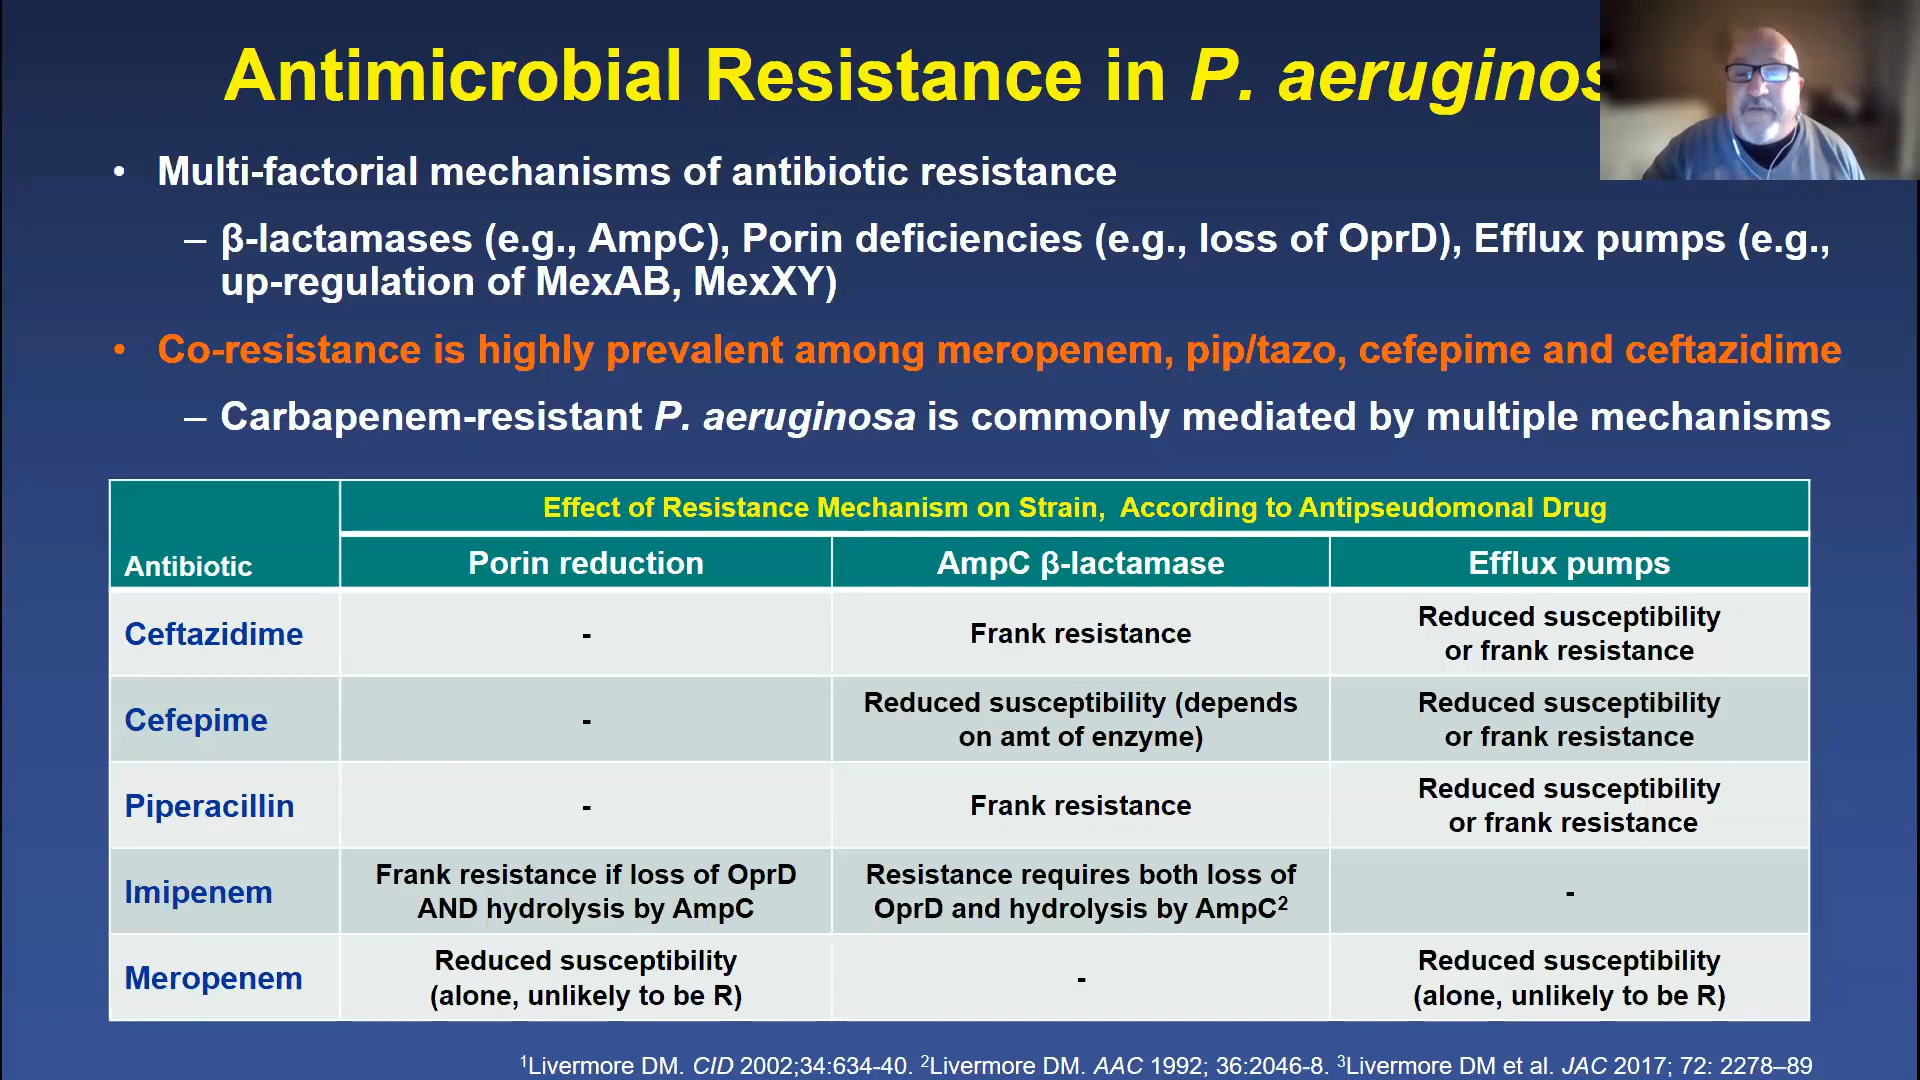 Antimicrobial Resistance in P. aeruginos
• Multi-factorial mechanisms of antibiotic resistance
– β-lactamases (e.g., AmpC), Porin deficiencies (e.g., loss of OprD), Efflux pumps (e.g.,
up-regulation of MexAB, MexXY)
• Co-resistance is highly prevalent among meropenem, pip/tazo, cefepime and ceftazidime
– Carbapenem-resistant P. aeruginosa is commonly mediated by multiple mechanisms
Effect of Resistance Mechanism on Strain, According to Antipseudomonal Drug
Antibiotic Porin reduction AmpC β-lactamase Efflux pumps
Ceftazidime - Frank resistance Reduced susceptibility
or frank resistance
Cefepime - Reduced susceptibility (depends
on amt of enzyme) Reduced susceptibility
or frank resistance
Piperacillin - Frank resistance Reduced susceptibility
or frank resistance
Imipenem Frank resistance if loss of OprD
AND hydrolysis by AmpC Resistance requires both loss of
OprD and hydrolysis by AmpC² -
Meropenem Reduced susceptibility
(alone, unlikely to be R) - Reduced susceptibility
(alone, unlikely to be R)
¹Livermore DM. CID 2002;34:634-40. ²Livermore DM. AAC 1992; 36:2046-8. ³Livermore DM et al. JAC 2017; 72: 2278–89